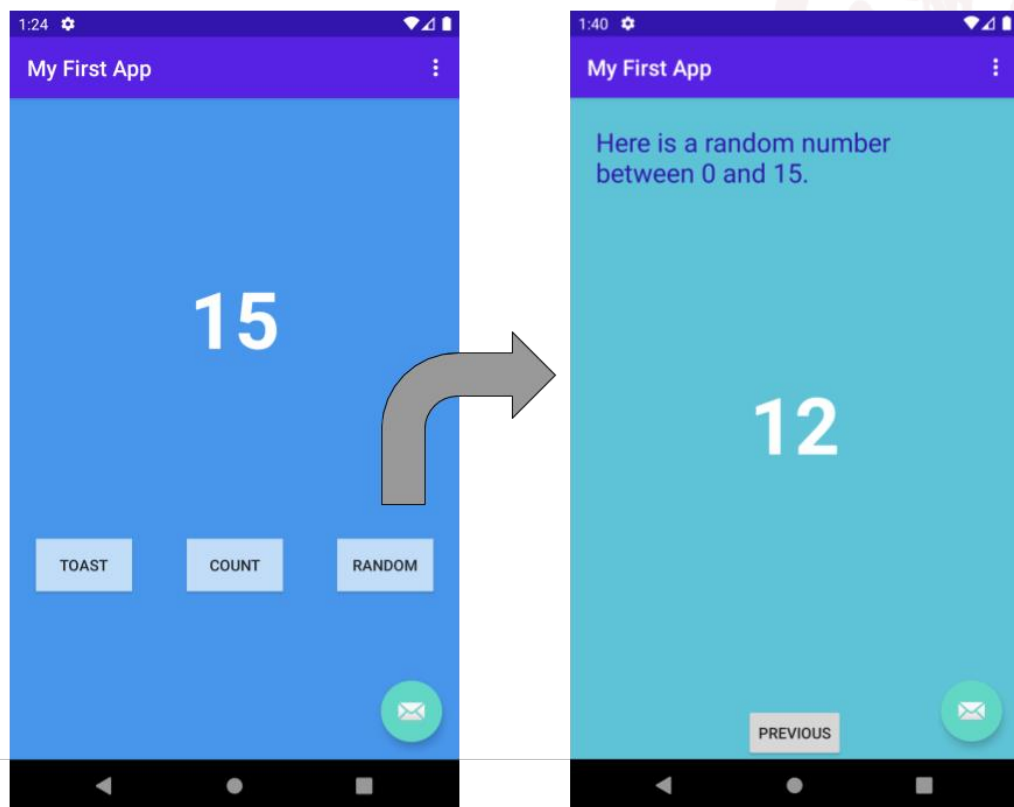 1:24
My First App
15
TOAST
COUNT
RANDOM
1:40
My First App
Here is a random number
between 0 and 15.
12
PREVIOUS